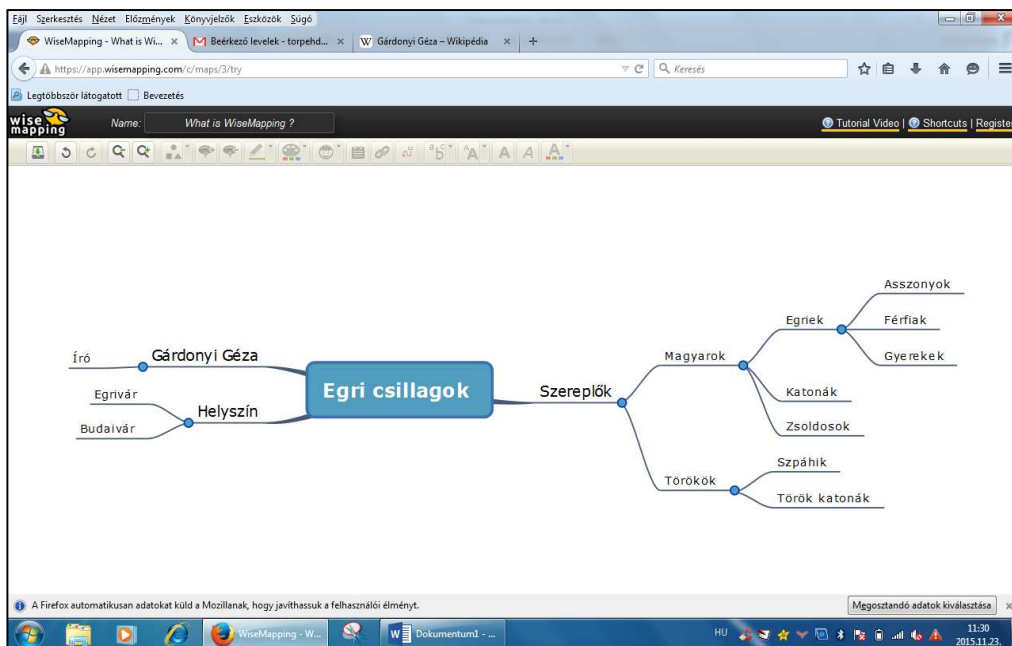 Fájl Szerkesztés Nézet Előzmények Könyvjelzők Eszközök Súgó
WiseMapping - What is Wi... × Beérkező levelek - torpehd... × W Gárdonyi Géza – Wikipédia × +
https://app.wisemapping.com/c/maps/3/try Keresés
Legtöbbször látogatott Bevezetés
wise mapping Name: What is WiseMapping ? Tutorial Video | Shortcuts | Register
Asszonyok
Egriek Férfiak
Író Gárdonyi Géza Magyarok Gyerekek
Egri csillagok Szereplők
Egrivár Katonák
Helyszín
Budaivár Zsoldosok
Szpáhik
Törökök
Török katonák
A Firefox automatikusan adatokat küld a Mozillanak, hogy javíthassuk a felhasználói élményt. Megosztandó adatok kiválasztása ×
WiseMapping - W... Dokumentum1 - ... HU 11:30
2015.11.23.